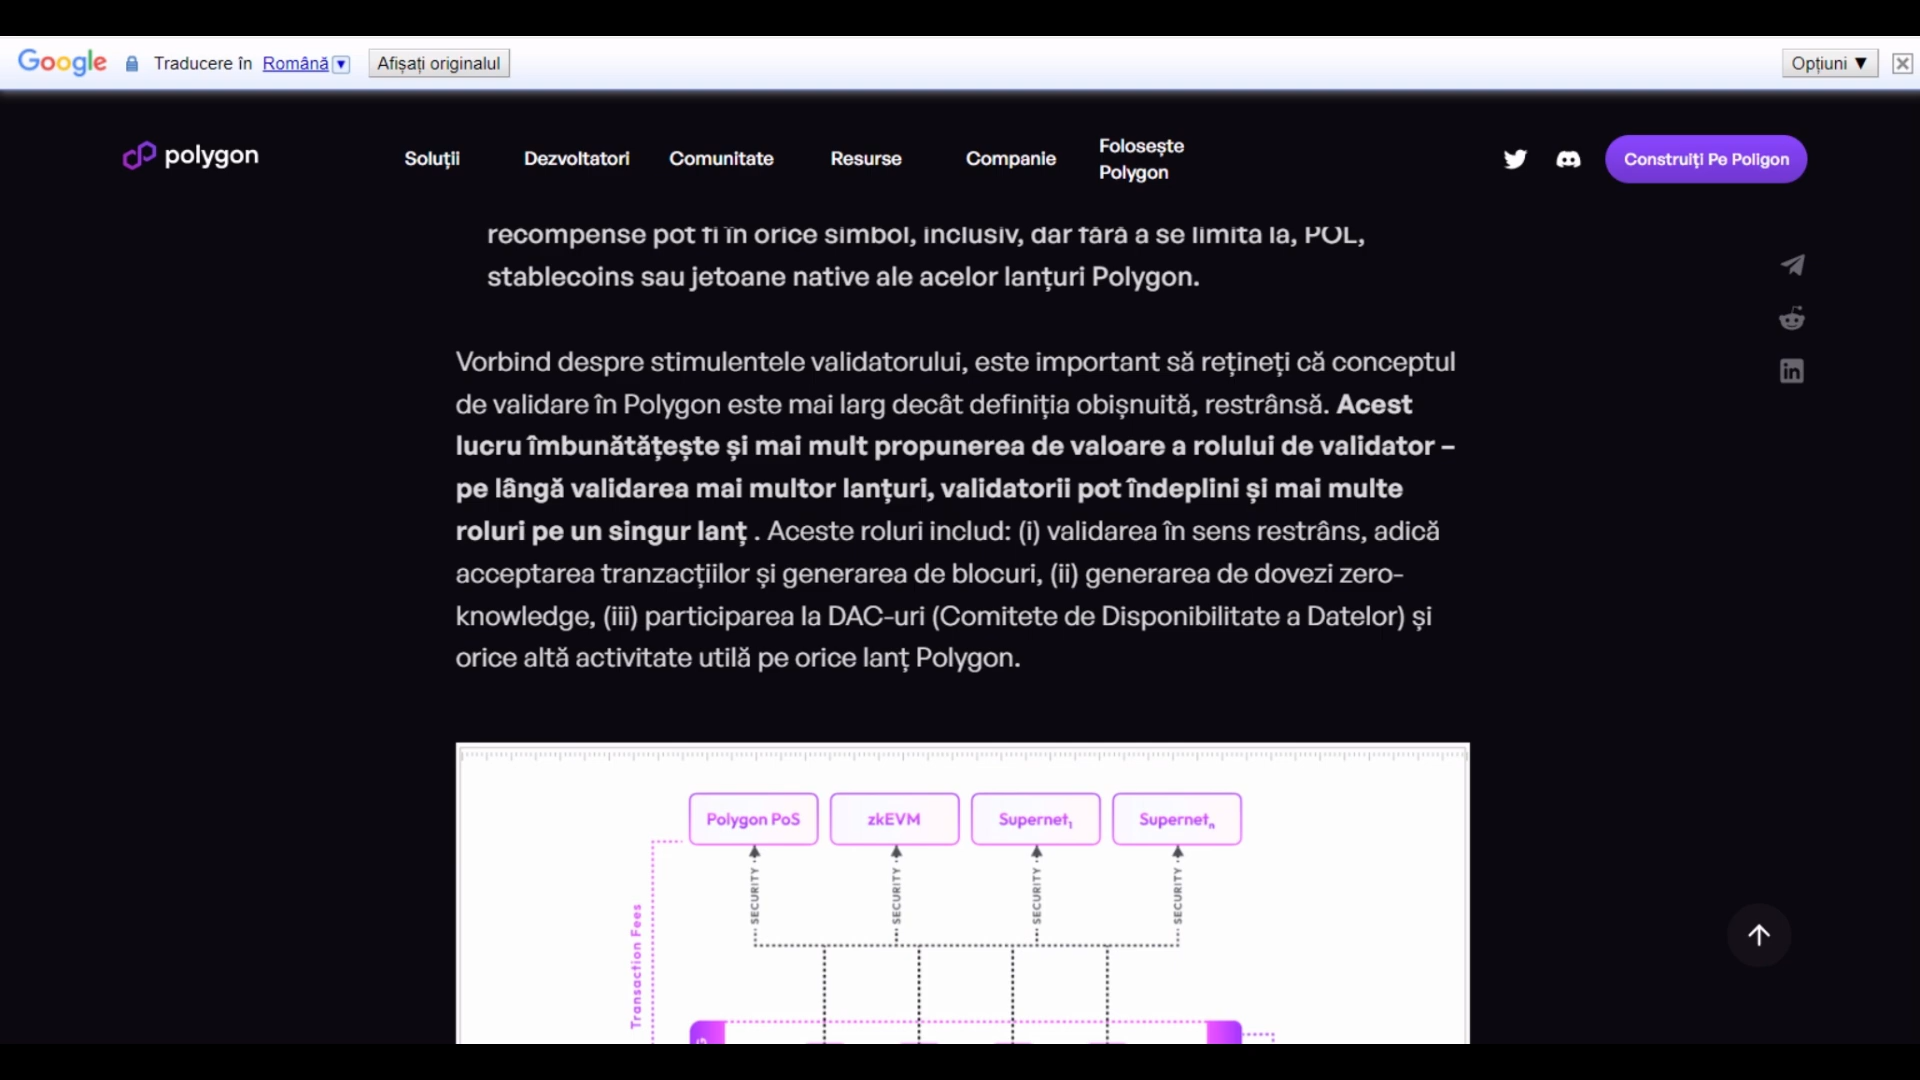 Google Traducere în Română Afișați originalul Opțiuni
polygon Soluții Dezvoltatori Comunitate Resurse Companie Folosește Polygon Construiți Pe Poligon
recompense pot fi în orice simbol, inclusiv, dar fără a se limita la, POL,
stablecoins sau jetoane native ale acelor lanțuri Polygon.
Vorbind despre stimulentele validatorului, este important să rețineți că conceptul
de validare în Polygon este mai larg decât definiția obișnuită, restrânsă. Acest
lucru îmbunătățește și mai mult propunerea de valoare a rolului de validator –
pe lângă validarea mai multor lanțuri, validatorii pot îndeplini și mai multe
roluri pe un singur lanț . Aceste roluri includ: (i) validarea în sens restrâns, adică
acceptarea tranzacțiilor și generarea de blocuri, (ii) generarea de dovezi zero-
knowledge, (iii) participarea la DAC-uri (Comitete de Disponibilitate a Datelor) și
orice altă activitate utilă pe orice lanț Polygon.
Polygon PoS zkEVM Supernet₁ Supernetₙ
SECURITY SECURITY SECURITY SECURITY
Transaction Fees